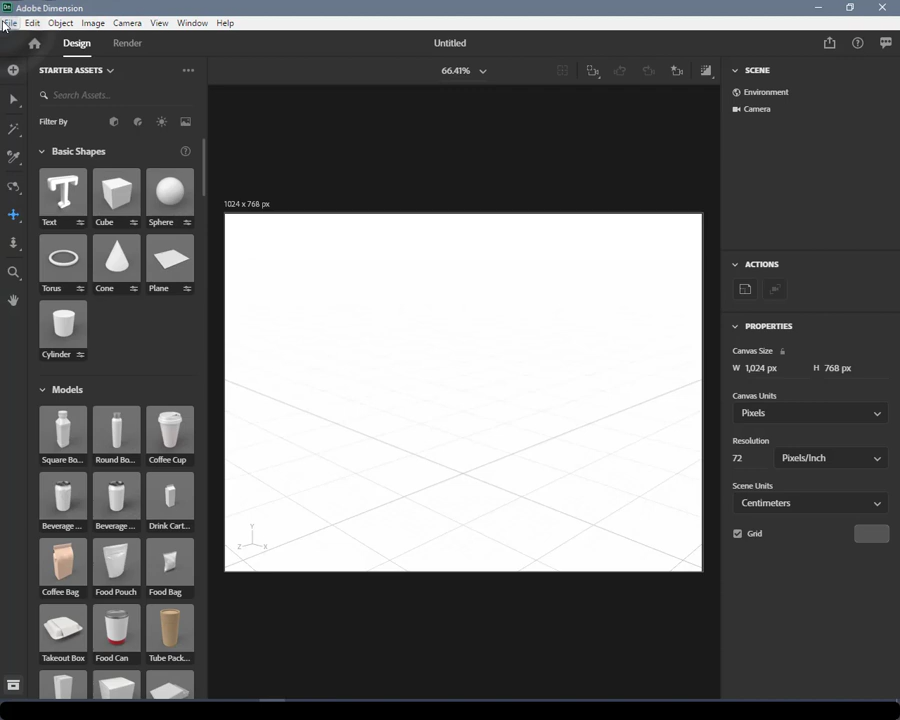 Dn Adobe Dimension
File Edit Object Image Camera View Window Help
Design Render Untitled
STARTER ASSETS
66.41%
Search Assets...
Filter By
Basic Shapes
Text Cube Sphere
Torus Cone Plane
Cylinder
Models
Square Bo... Round Bo... Coffee Cup
Beverage ... Beverage ... Drink Cart...
Coffee Bag Food Pouch Food Bag
Takeout Box Food Can Tube Pack...
1024 x 768 px
Y
Z X
SCENE
Environment
Camera
ACTIONS
PROPERTIES
Canvas Size
W 1,024 px H 768 px
Canvas Units
Pixels
Resolution
72 Pixels/Inch
Scene Units
Centimeters
Grid